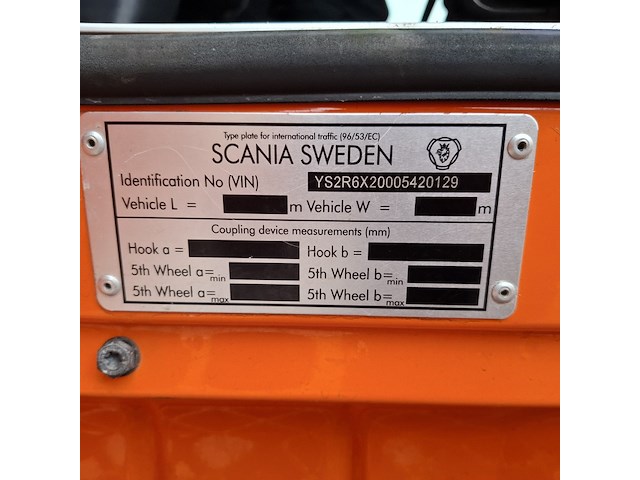 Type plate for international traffic (96/53/EC)
SCANIA SWEDEN
Identification No (VIN) YS2R6X20005420129
Vehicle L = m Vehicle W = m
Coupling device measurements (mm)
Hook a = Hook b =
5th Wheel a=min 5th Wheel b=min
5th Wheel a=max 5th Wheel b=max